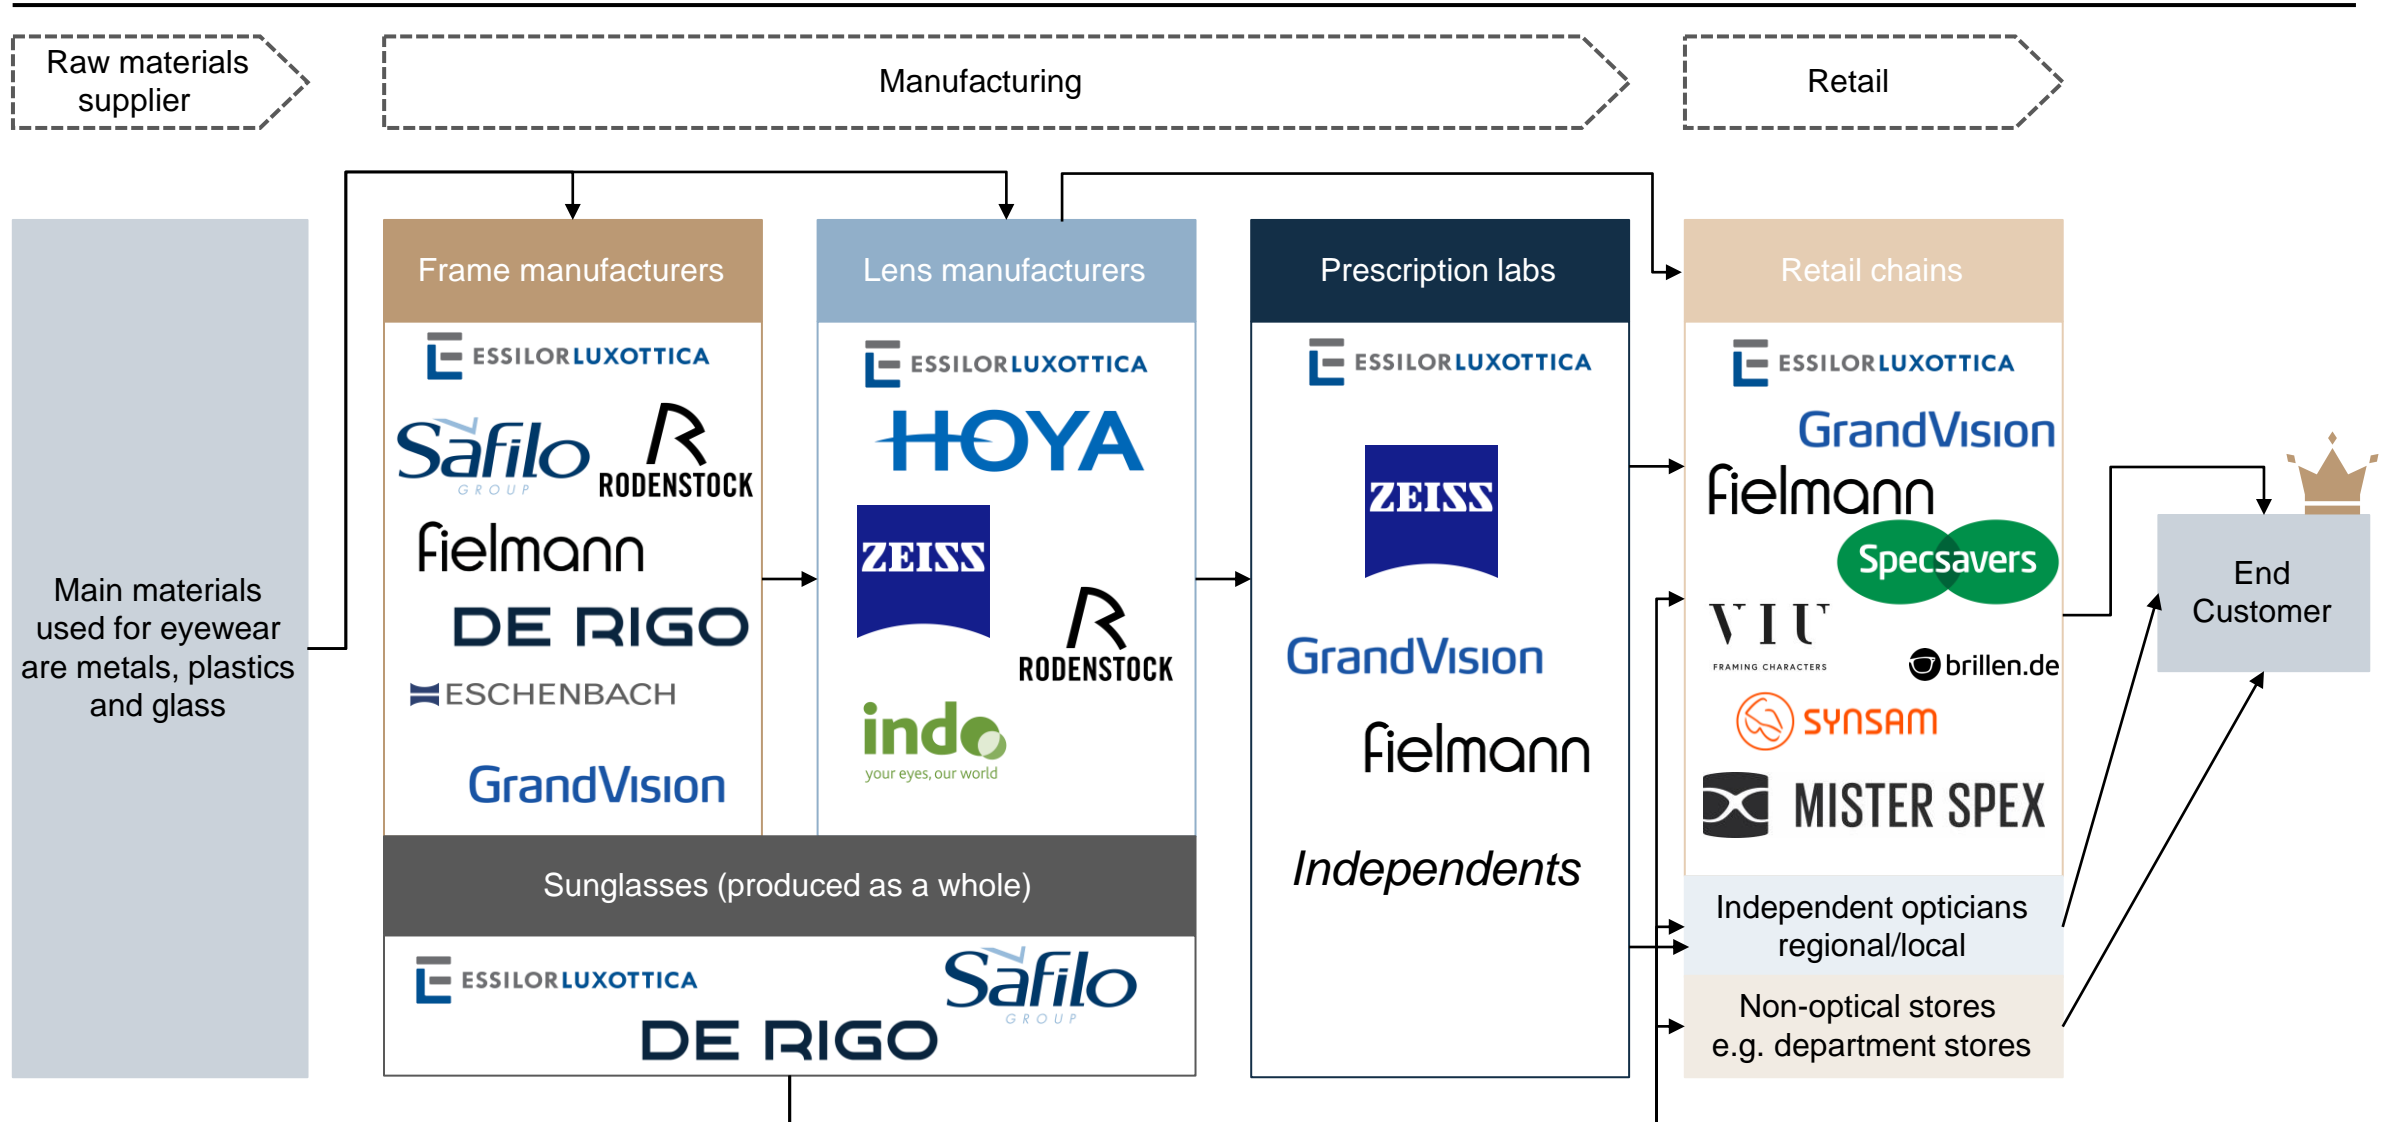 Raw materials
supplier
Manufacturing
Retail
Main materials
used for eyewear
are metals, plastics
and glass
Frame manufacturers
ESSILORLUXOTTICA
Safilo
GROUP
RODENSTOCK
fielmann
DE RIGO
ESCHENBACH
GrandVision
Lens manufacturers
ESSILORLUXOTTICA
HOYA
ZEISS
RODENSTOCK
indo
your eyes, our world
Sunglasses (produced as a whole)
ESSILORLUXOTTICA
Safilo
GROUP
DE RIGO
Prescription labs
ESSILORLUXOTTICA
ZEISS
GrandVision
fielmann
Independents
Retail chains
ESSILORLUXOTTICA
GrandVision
fielmann
Specsavers
VIU
FRAMING CHARACTERS
brillen.de
SYNSAM
MISTER SPEX
Independent opticians
regional/local
Non-optical stores
e.g. department stores
End
Customer